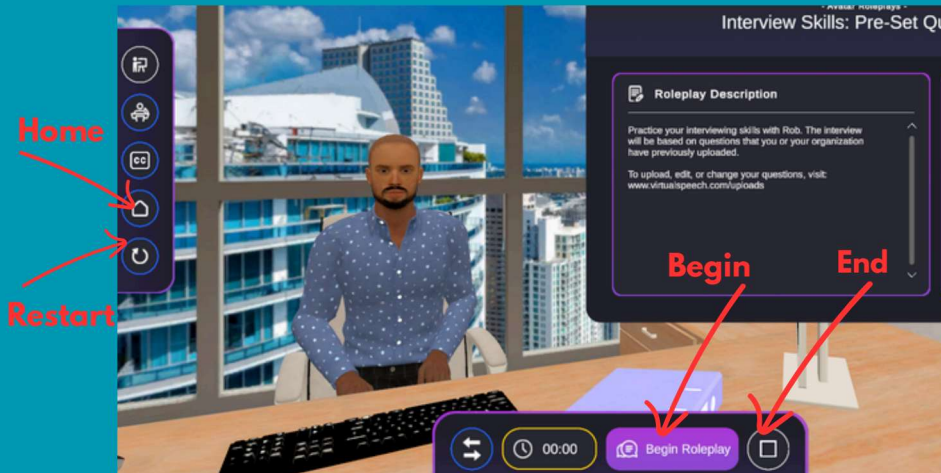 - Avatar Roleplays -
Interview Skills: Pre-Set Qu
Roleplay Description
Practice your interviewing skills with Rob. The interview
will be based on questions that you or your organization
have previously uploaded.
To upload, edit, or change your questions, visit:
www.virtualspeech.com/uploads
Home
CC
Restart
Begin
End
00:00
Begin Roleplay